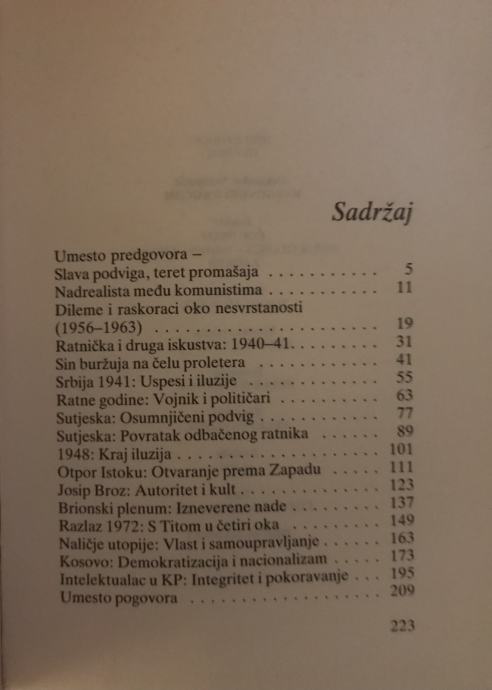 Sadržaj
Umesto predgovora –
Slava podviga, teret promašaja . . . . . . . . . . . 5
Nadrealista među komunistima . . . . . . . . . . . 11
Dileme i raskoraci oko nesvrstanosti
(1956–1963) . . . . . . . . . . . . . . . . . . . . . 19
Ratnička i druga iskustva: 1940–41. . . . . . . . . 31
Sin buržuja na čelu proletera . . . . . . . . . . . 41
Srbija 1941: Uspesi i iluzije . . . . . . . . . . . . 55
Ratne godine: Vojnik i političari . . . . . . . . . . 63
Sutjeska: Osumnjičeni podvig . . . . . . . . . . . . 77
Sutjeska: Povratak odbačenog ratnika . . . . . . 89
1948: Kraj iluzija . . . . . . . . . . . . . . . . . . . 101
Otpor Istoku: Otvaranje prema Zapadu . . . . . 111
Josip Broz: Autoritet i kult . . . . . . . . . . . . . 123
Brionski plenum: Izneverene nade . . . . . . . . . 137
Razlaz 1972: S Titom u četiri oka . . . . . . . . . 149
Naličje utopije: Vlast i samoupravljanje . . . . . . 163
Kosovo: Demokratizacija i nacionalizam . . . . . 173
Intelektualac u KP: Integritet i pokoravanje . . . 195
Umesto pogovora . . . . . . . . . . . . . . . . . . 209
223